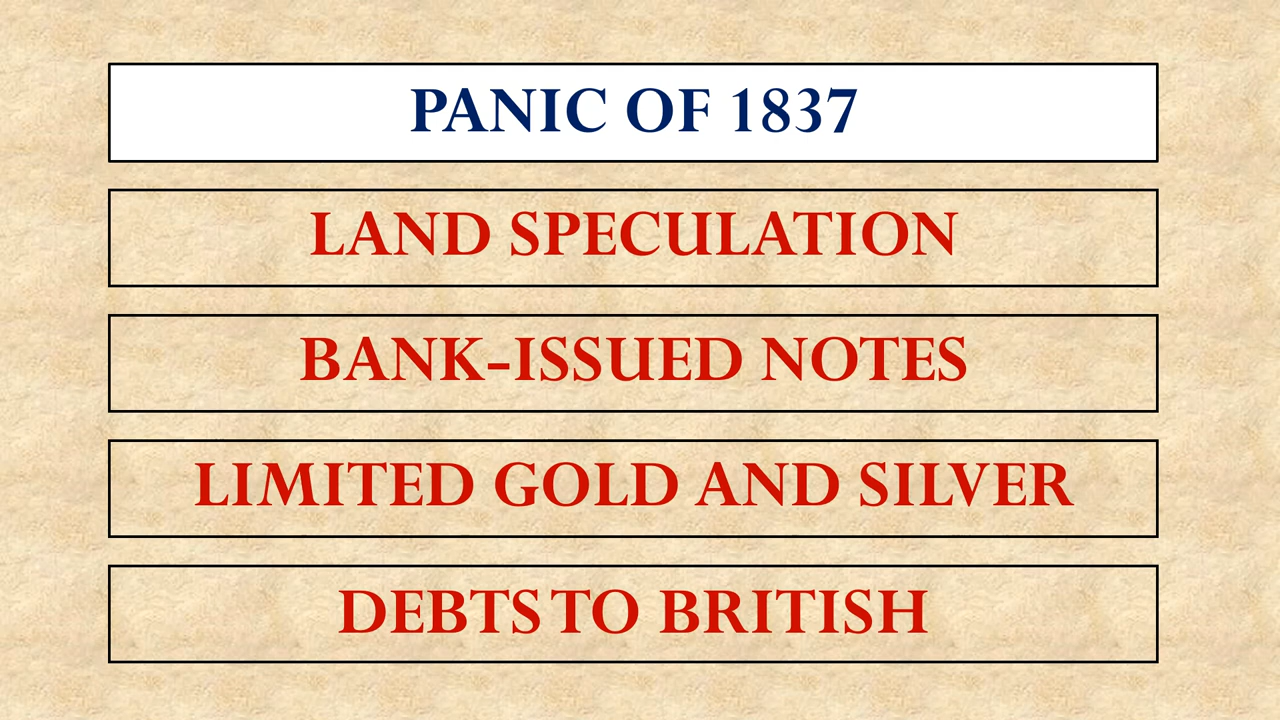 PANIC OF 1837
LAND SPECULATION
BANK-ISSUED NOTES
LIMITED GOLD AND SILVER
DEBTS TO BRITISH